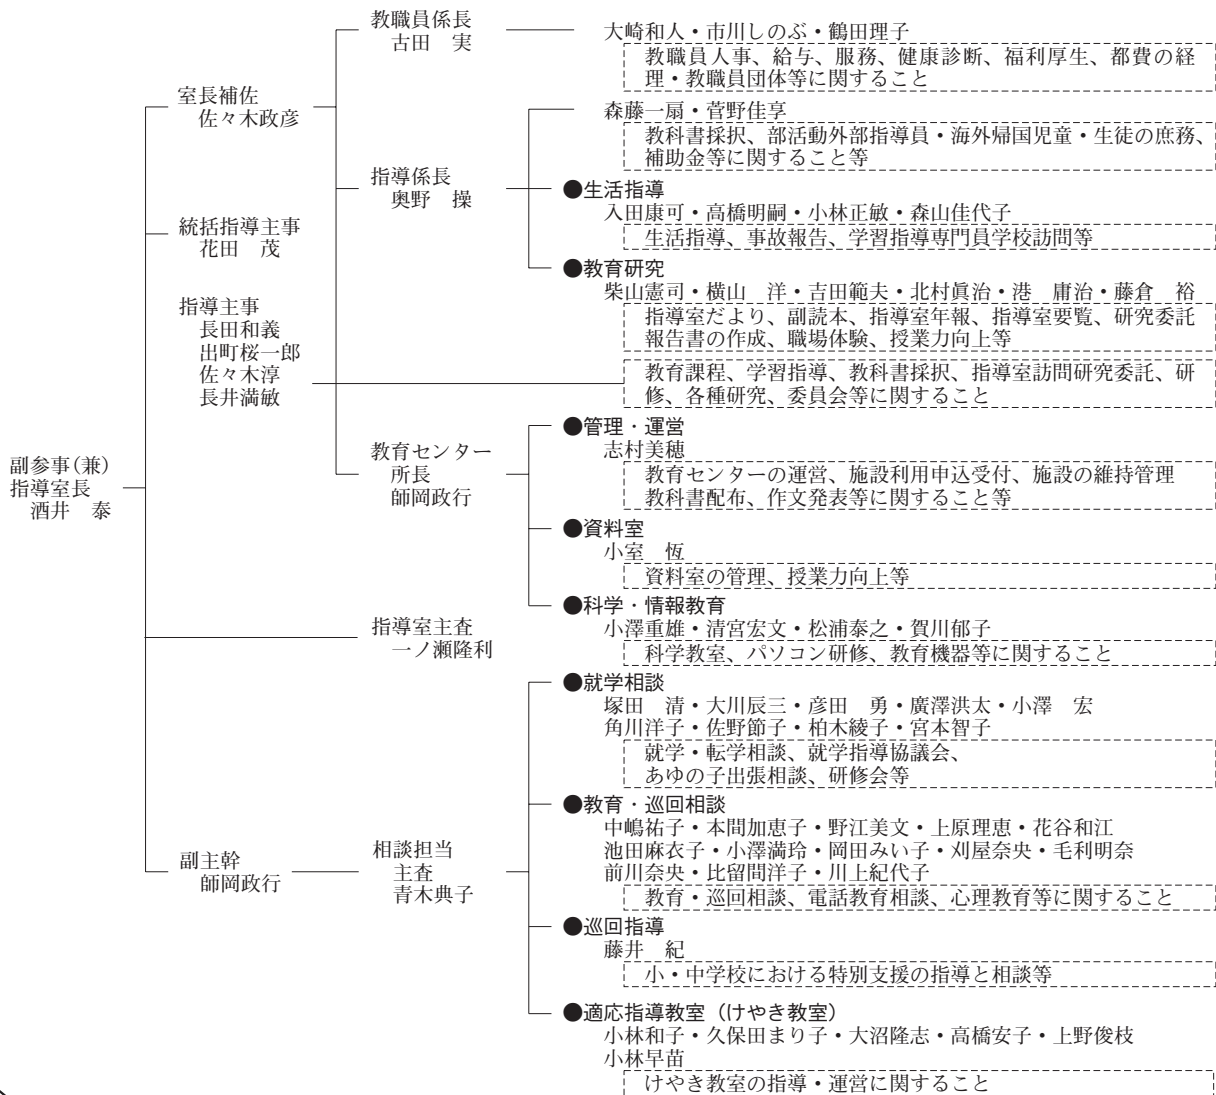 副参事(兼)
指導室長
酒井　泰
室長補佐
佐々木政彦
統括指導主事
花田　茂
指導主事
長田和義
出町桜一郎
佐々木淳
長井満敏
副主幹
師岡政行
教職員係長
古田　実
指導係長
奥野　操
教育センター
所長
師岡政行
指導室主査
一ノ瀬隆利
相談担当
主査
青木典子
大崎和人・市川しのぶ・鶴田理子
教職員人事、給与、服務、健康診断、福利厚生、都費の経
理・教職員団体等に関すること
森藤一扇・菅野佳享
教科書採択、部活動外部指導員・海外帰国児童・生徒の庶務、
補助金等に関すること等
●生活指導
入田康可・高橋明嗣・小林正敏・森山佳代子
生活指導、事故報告、学習指導専門員学校訪問等
●教育研究
柴山憲司・横山　洋・吉田範夫・北村眞治・港　庸治・藤倉　裕
指導室だより、副読本、指導室年報、指導室要覧、研究委託
報告書の作成、職場体験、授業力向上等
教育課程、学習指導、教科書採択、指導室訪問研究委託、研
修、各種研究、委員会等に関すること
●管理・運営
志村美穂
教育センターの運営、施設利用申込受付、施設の維持管理
教科書配布、作文発表等に関すること等
●資料室
小室　恆
資料室の管理、授業力向上等
●科学・情報教育
小澤重雄・清宮宏文・松浦泰之・賀川郁子
科学教室、パソコン研修、教育機器等に関すること
●就学相談
塚田　清・大川辰三・彦田　勇・廣澤洪太・小澤　宏
角川洋子・佐野節子・柏木綾子・宮本智子
就学・転学相談、就学指導協議会、
あゆの子出張相談、研修会等
●教育・巡回相談
中嶋祐子・本間加恵子・野江美文・上原理恵・花谷和江
池田麻衣子・小澤満玲・岡田みい子・刈屋奈央・毛利明奈
前川奈央・比留間洋子・川上紀代子
教育・巡回相談、電話教育相談、心理教育等に関すること
●巡回指導
藤井　紀
小・中学校における特別支援の指導と相談等
●適応指導教室（けやき教室）
小林和子・久保田まり子・大沼隆志・高橋安子・上野俊枝
小林早苗
けやき教室の指導・運営に関すること